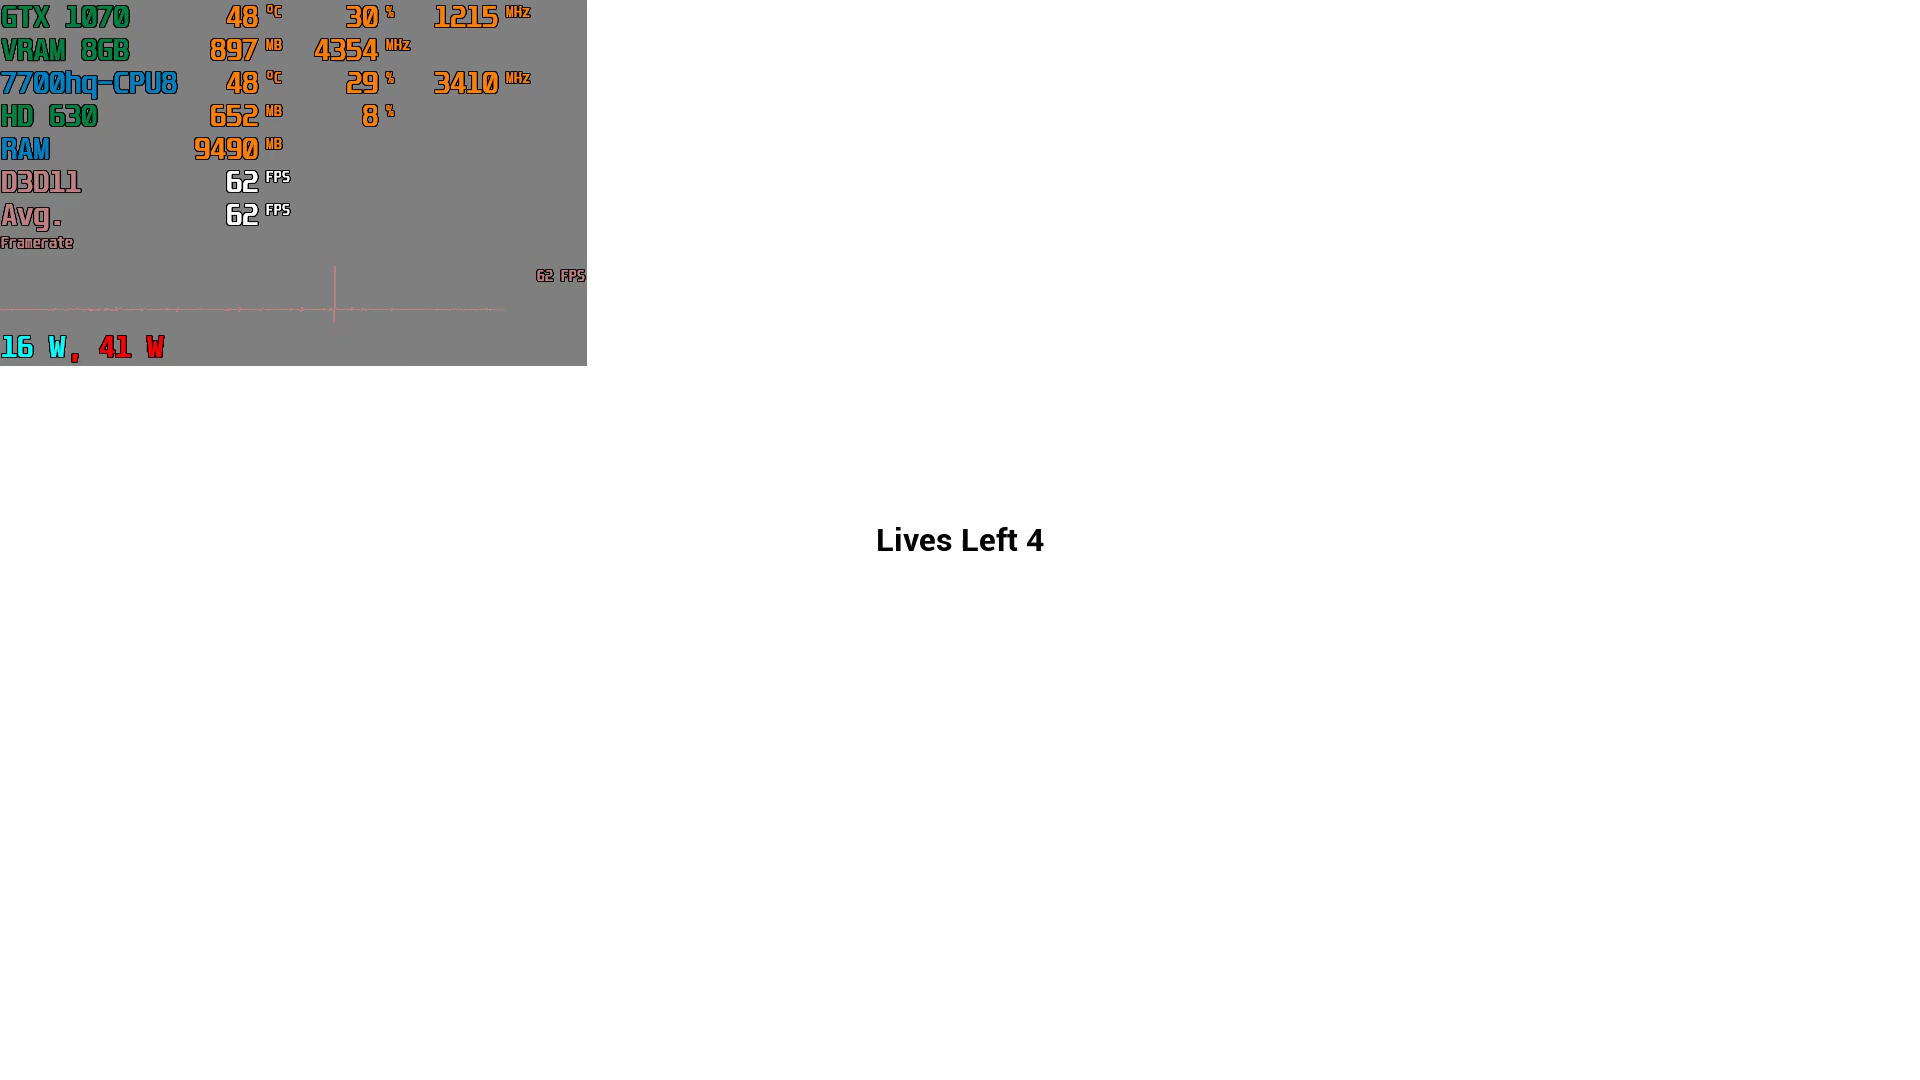 GTX 1070 48 °C 30 % 1215 MHz
VRAM 8GB 897 MB 4354 MHz
7700hq-CPU8 48 °C 29 % 3410 MHz
HD 630 652 MB 8 %
RAM 9490 MB
D3D11 62 FPS
Avg. 62 FPS
Framerate
62 FPS
16 W, 41 W
Lives Left 4